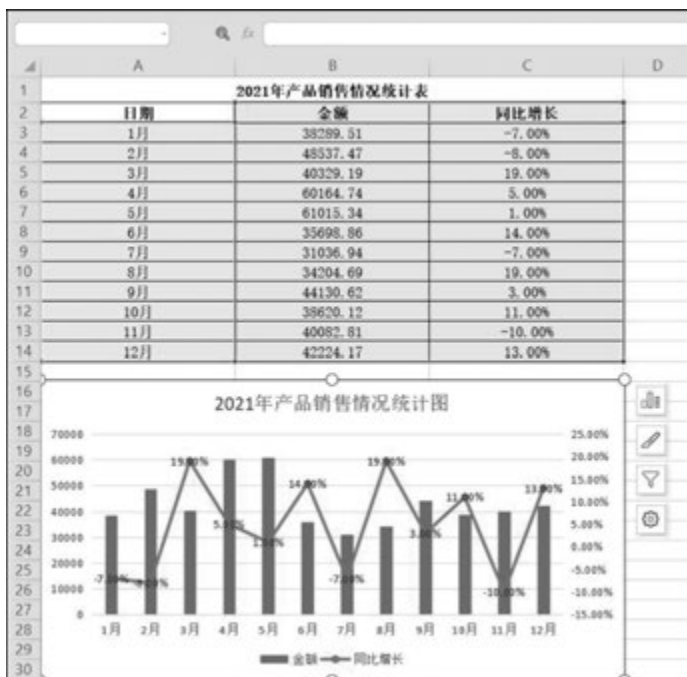 fx
A B C D
1 2021年产品销售情况统计表
2 日期 金额 同比增长
3 1月 38289.51 -7.00%
4 2月 48537.47 -8.00%
5 3月 40329.19 19.00%
6 4月 60164.74 5.00%
7 5月 61015.34 1.00%
8 6月 35698.86 14.00%
9 7月 31036.94 -7.00%
10 8月 34204.69 19.00%
11 9月 44130.62 3.00%
12 10月 38620.12 11.00%
13 11月 40082.81 -10.00%
14 12月 42224.17 13.00%
15
16
17 2021年产品销售情况统计图
18 70000 25.00%
19 60000 19.00% 19.00% 20.00%
20 50000 14.00% 13.00% 15.00%
21 40000 11.00% 10.00%
22 30000 5.00% 3.00% 5.00%
23 20000 1.00% 0.00%
24 10000 -7.00% -8.00% -7.00% -5.00%
25 0 -10.00% -10.00%
26 -15.00%
27 1月 2月 3月 4月 5月 6月 7月 8月 9月 10月 11月 12月
28
29 金额 同比增长
30